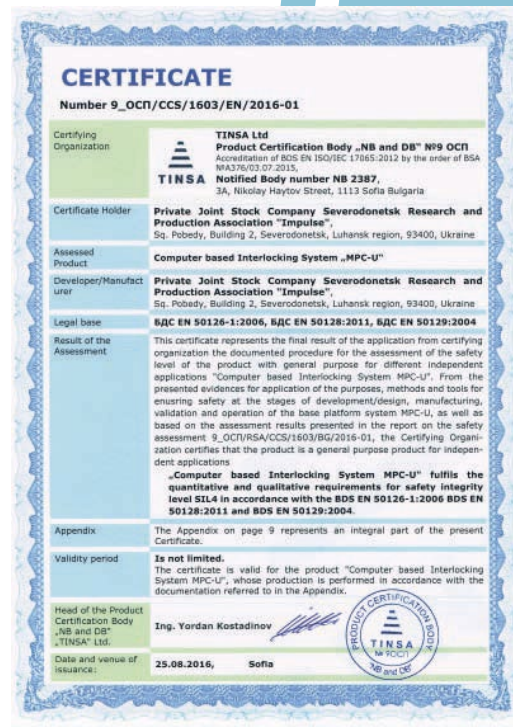 CERTIFICATE
Number 9_ОСП/CCS/1603/EN/2016-01
Certifying
Organization
TINSA
TINSA Ltd
Product Certification Body „NB and DB" №9 ОСП
Accreditation of BDS EN ISO/IEC 17065:2012 by the order of BSA
№A376/03.07.2015,
Notified Body number NB 2387,
3A, Nikolay Haytov Street, 1113 Sofia Bulgaria
Certificate Holder
Private Joint Stock Company Severodonetsk Research and
Production Association "Impulse",
Sq. Pobedy, Building 2, Severodonetsk, Luhansk region, 93400, Ukraine
Assessed
Product
Computer based Interlocking System „MPC-U"
Developer/Manufact
urer
Private Joint Stock Company Severodonetsk Research and
Production Association "Impulse",
Sq. Pobedy, Building 2, Severodonetsk, Luhansk region, 93400, Ukraine
Legal base
БДС EN 50126-1:2006, БДС EN 50128:2011, БДС EN 50129:2004
Result of the
Assessment
This certificate represents the final result of the application from certifying
organization the documented procedure for the assessment of the safety
level of the product with general purpose for different independent
applications "Computer based Interlocking System MPC-U". From the
presented evidences for application of the purposes, methods and tools for
enusring safety at the stages of development/design, manufacturing,
validation and operation of the base platform system MPC-U, as well as
based on the assessment results presented in the report on the safety
assessment 9_ОСП/RSA/CCS/1603/BG/2016-01, the Certifying Organi-
zation certifies that the product is a general purpose product for indepen-
dent applications
„Computer based Interlocking System MPC-U" fulfils the
quantitative and qualitative requirements for safety integrity
level SIL4 in accordance with the BDS EN 50126-1:2006 BDS EN
50128:2011 and BDS EN 50129:2004.
Appendix
The Appendix on page 9 represents an integral part of the present
Certificate.
Validity period
Is not limited.
The certificate is valid for the product "Computer based Interlocking
System MPC-U", whose production is performed in accordance with the
documentation referred to in the Appendix.
Head of the Product
Certification Body
„NB and DB"
„TINSA" Ltd.
Ing. Yordan Kostadinov
PRODUCT CERTIFICATION BODY
TINSA
№ 9ОСП
"NB and DB"
Date and venue of
issuance:
25.08.2016, Sofia